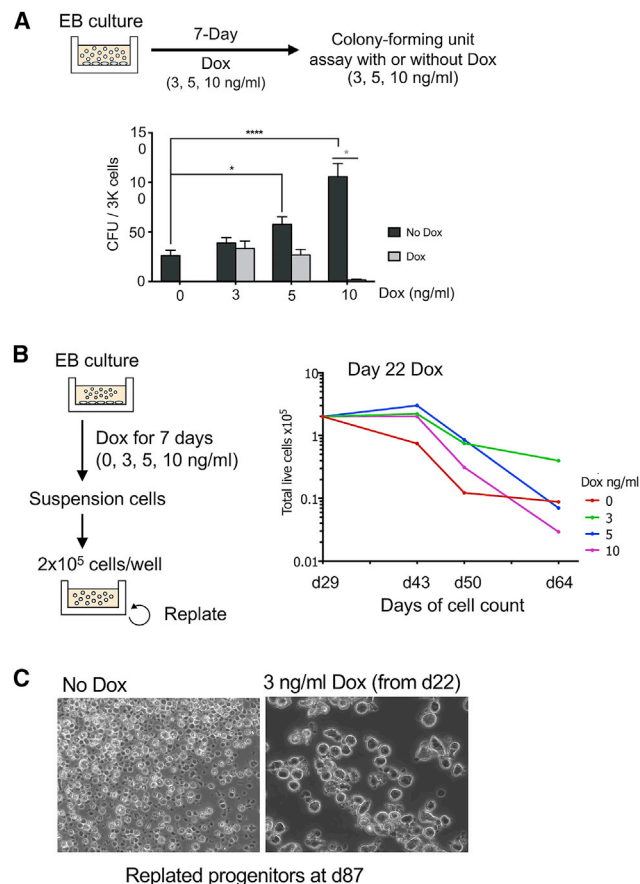 A
EB culture
7-Day
Dox
(3, 5, 10 ng/ml)
Colony-forming unit
assay with or without Dox
(3, 5, 10 ng/ml)
CFU / 3K cells
15
0
10
0
50
0
****
*
*
No Dox
Dox
0 3 5 10 Dox (ng/ml)
B
EB culture
Dox for 7 days
(0, 3, 5, 10 ng/ml)
Suspension cells
2x10⁵ cells/well
Replate
Day 22 Dox
Total live cells x10⁵
10
1
0.1
0.01
d29 d43 d50 d64
Days of cell count
Dox ng/ml
0
3
5
10
C
No Dox
3 ng/ml Dox (from d22)
Replated progenitors at d87